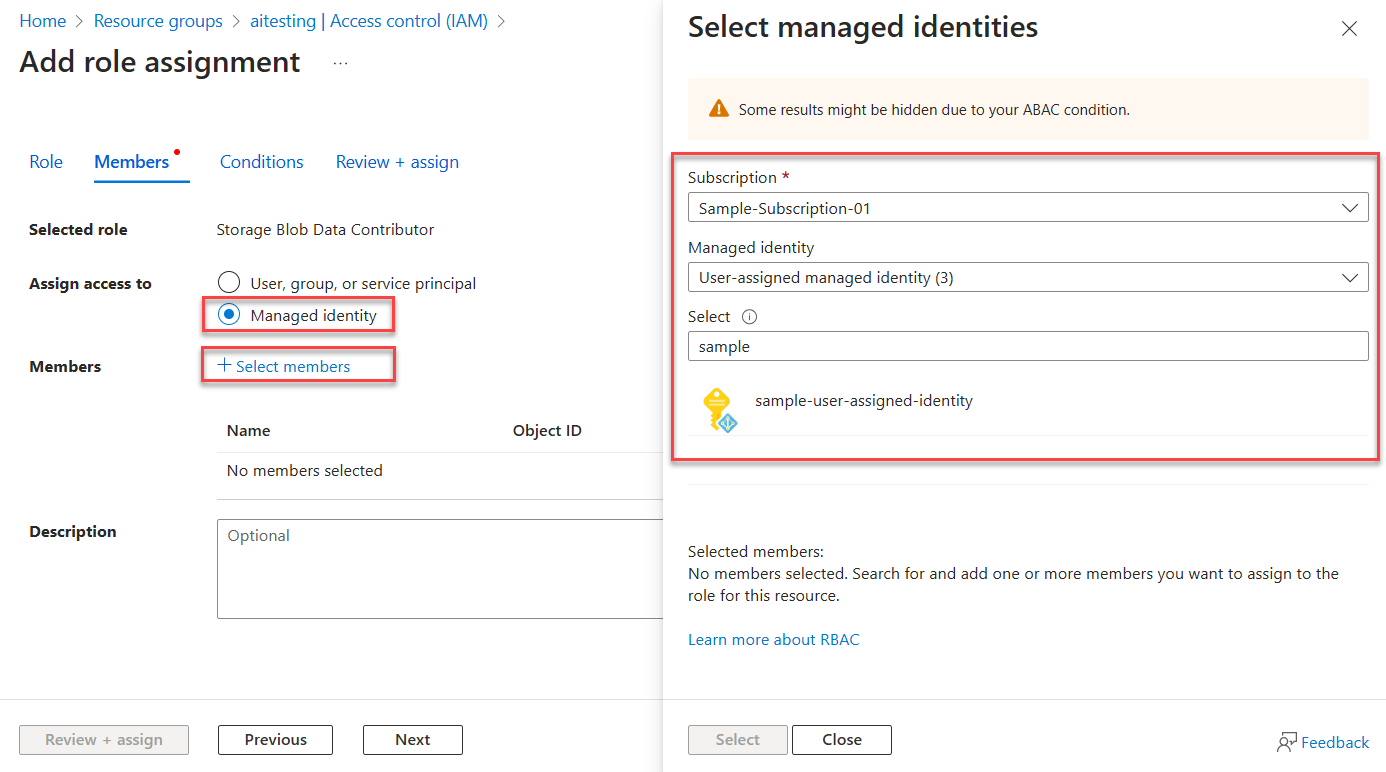 Home > Resource groups > aitesting | Access control (IAM) >
Add role assignment ...
Role Members Conditions Review + assign
Selected role Storage Blob Data Contributor
Assign access to User, group, or service principal
Managed identity
Members + Select members
Name Object ID
No members selected
Description Optional
Review + assign Previous Next
Select managed identities
Some results might be hidden due to your ABAC condition.
Subscription *
Sample-Subscription-01
Managed identity
User-assigned managed identity (3)
Select
sample
sample-user-assigned-identity
Selected members:
No members selected. Search for and add one or more members you want to assign to the
role for this resource.
Learn more about RBAC
Select Close Feedback